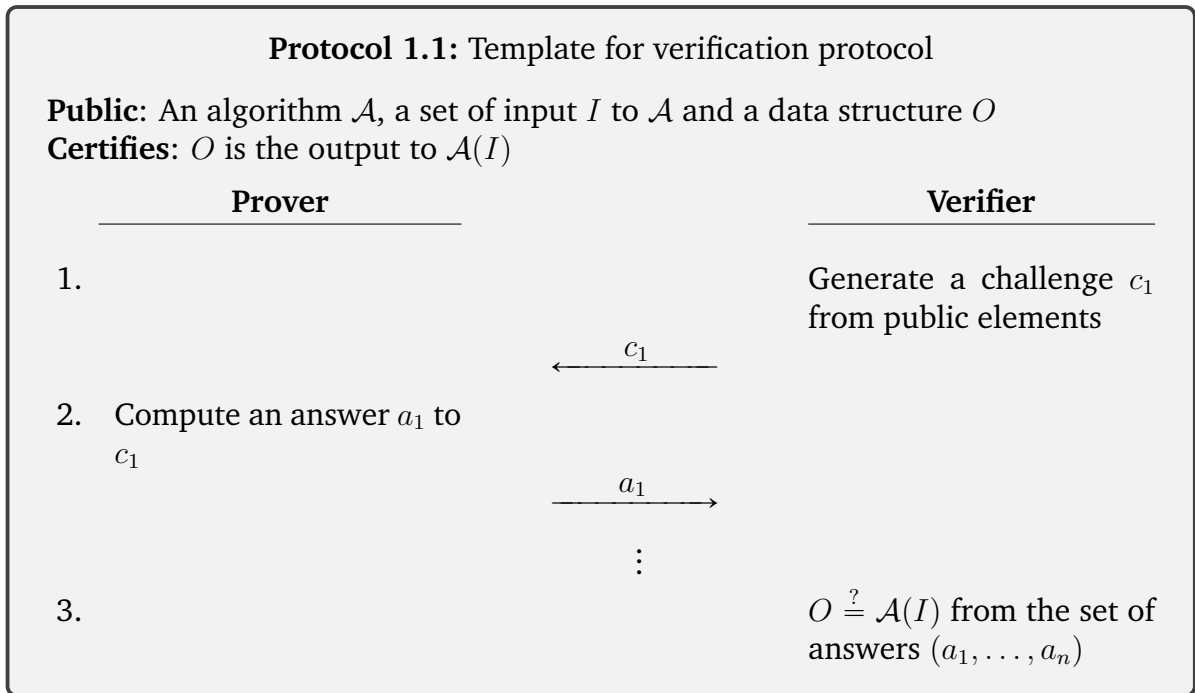 Protocol 1.1: Template for verification protocol
Public: An algorithm 𝒜, a set of input I to 𝒜 and a data structure O
Certifies: O is the output to 𝒜(I)
Prover Verifier
1. Generate a challenge c₁
from public elements
c₁
2. Compute an answer a₁ to
c₁
a₁
⋮
3. O ≟ 𝒜(I) from the set of
answers (a₁, . . . , aₙ)